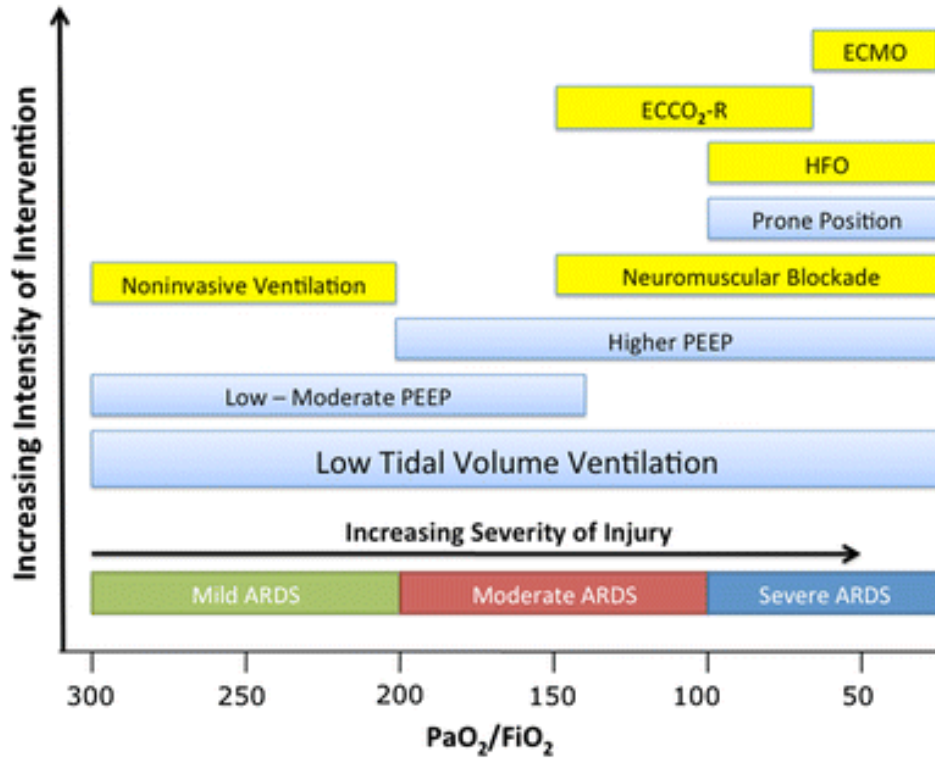 Increasing Intensity of Intervention
ECMO
ECCO₂-R
HFO
Prone Position
Noninvasive Ventilation
Neuromuscular Blockade
Higher PEEP
Low – Moderate PEEP
Low Tidal Volume Ventilation
Increasing Severity of Injury
Mild ARDS
Moderate ARDS
Severe ARDS
300
250
200
150
100
50
PaO₂/FiO₂